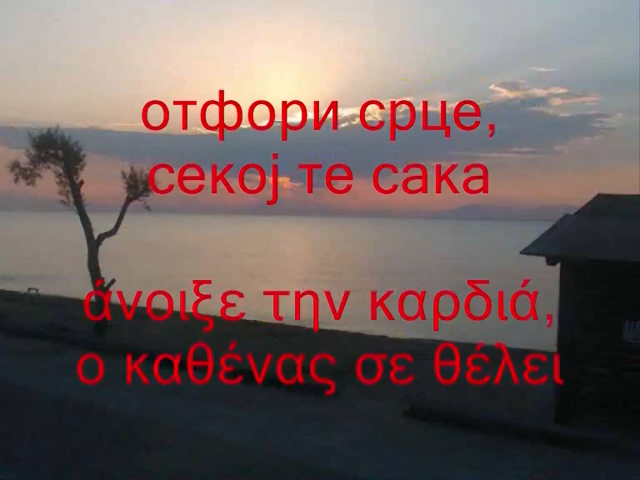 отфори срце,
секој те сака
άνοιξε την καρδιά,
ο καθένας σε θέλει